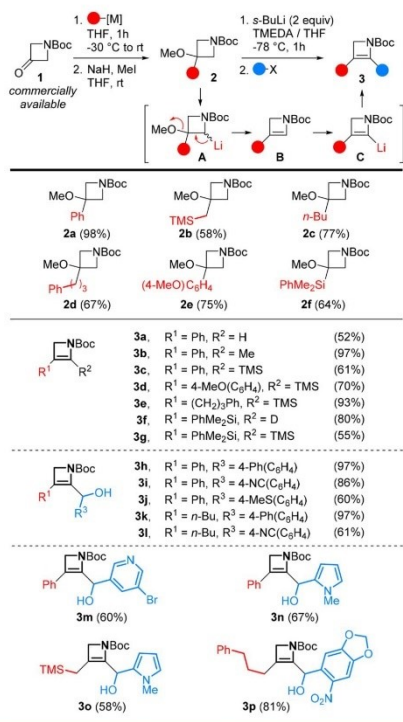 1. [M]
THF, 1h
-30 °C to rt
2. NaH, MeI
THF, rt
1. s-BuLi (2 equiv)
TMEDA / THF
-78 °C, 1h
2. X
NBoc
O
1
commercially
available
NBoc
MeO
2
NBoc
3
NBoc
MeO
Li
A
NBoc
B
NBoc
Li
C
NBoc
MeO
Ph
2a (98%)
NBoc
MeO
TMS
2b (58%)
NBoc
MeO
n-Bu
2c (77%)
NBoc
MeO
Ph ( )3
2d (67%)
NBoc
MeO
(4-MeO)C6H4
2e (75%)
NBoc
MeO
PhMe2Si
2f (64%)
NBoc
R1 R2
3a, R1 = Ph, R2 = H (52%)
3b, R1 = Ph, R2 = Me (97%)
3c, R1 = Ph, R2 = TMS (61%)
3d, R1 = 4-MeO(C6H4), R2 = TMS (70%)
3e, R1 = (CH2)3Ph, R2 = TMS (93%)
3f, R1 = PhMe2Si, R2 = D (80%)
3g, R1 = PhMe2Si, R2 = TMS (55%)
NBoc
R1 OH
R3
3h, R1 = Ph, R3 = 4-Ph(C6H4) (97%)
3i, R1 = Ph, R3 = 4-NC(C6H4) (86%)
3j, R1 = Ph, R3 = 4-MeS(C6H4) (60%)
3k, R1 = n-Bu, R3 = 4-Ph(C6H4) (97%)
3l, R1 = n-Bu, R3 = 4-NC(C6H4) (61%)
NBoc
Ph N
HO Br
3m (60%)
NBoc
Ph
HO N
Me
3n (67%)
NBoc
TMS
HO N
Me
3o (58%)
NBoc
O
O
HO O2N
3p (81%)